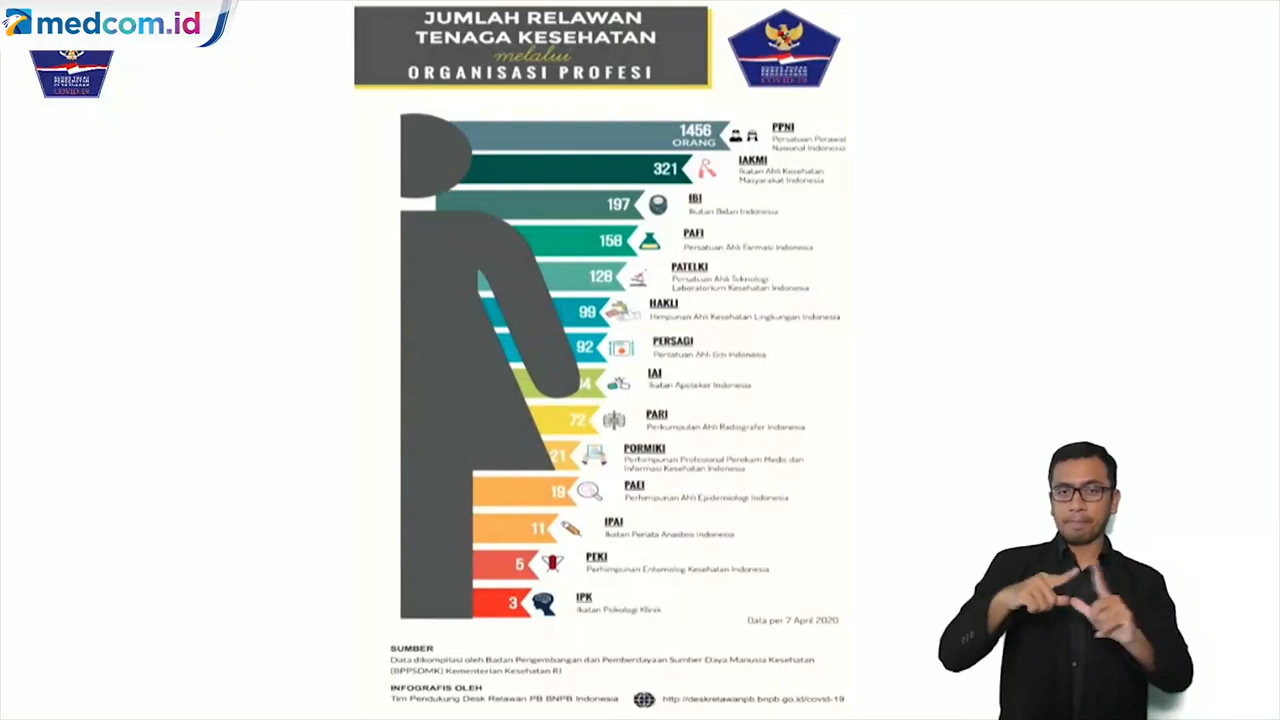 medcom.id
COVID-19
JUMLAH RELAWAN
TENAGA KESEHATAN
melalui
ORGANISASI PROFESI
COVID-19
1456
ORANG
PPNI
Persatuan Perawat
Nasional Indonesia
321
IAKMI
Ikatan Ahli Kesehatan
Masyarakat Indonesia
197
IBI
Ikatan Bidan Indonesia
158
PAFI
Persatuan Ahli Farmasi Indonesia
128
PATELKI
Persatuan Ahli Teknologi
Laboratorium Kesehatan Indonesia
99
HAKLI
Himpunan Ahli Kesehatan Lingkungan Indonesia
92
PERSAGI
Persatuan Ahli Gizi Indonesia
4
IAI
Ikatan Apoteker Indonesia
72
PARI
Perkumpulan Ahli Radiografer Indonesia
21
PORMIKI
Perhimpunan Profesional Perekam Medis dan
Informasi Kesehatan Indonesia
19
PAEI
Perhimpunan Ahli Epidemiologi Indonesia
11
IPAI
Ikatan Penata Anastesi Indonesia
5
PEKI
Perhimpunan Entomolog Kesehatan Indonesia
3
IPK
Ikatan Psikologi Klinik
Data per 7 April 2020
SUMBER
Data dikompilasi oleh Badan Pengembangan dan Pemberdayaan Sumber Daya Manusia Kesehatan
(BPPSDMK) Kementerian Kesehatan RI
INFOGRAFIS OLEH
Tim Pendukung Desk Relawan PB BNPB Indonesia
http://deskrelawanpb.bnpb.go.id/covid-19